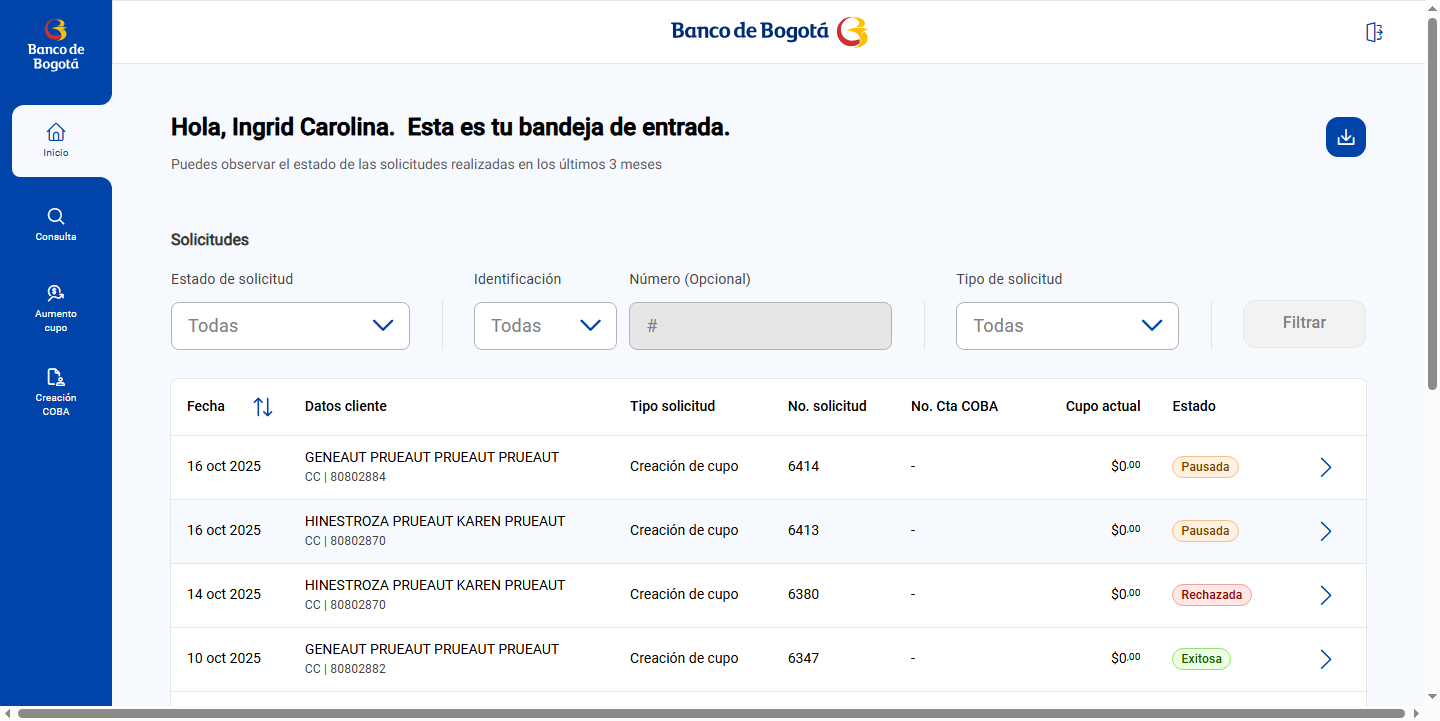 Banco de
Bogotá
Banco de Bogotá
Inicio
Consulta
Aumento
cupo
Creación
COBA
Hola, Ingrid Carolina. Esta es tu bandeja de entrada.
Puedes observar el estado de las solicitudes realizadas en los últimos 3 meses
Solicitudes
Estado de solicitud Identificación Número (Opcional) Tipo de solicitud
Todas Todas # Todas Filtrar
Fecha Datos cliente Tipo solicitud No. solicitud No. Cta COBA Cupo actual Estado
16 oct 2025 GENEAUT PRUEAUT PRUEAUT PRUEAUT Creación de cupo 6414 - $0,00 Pausada
CC | 80802884
16 oct 2025 HINESTROZA PRUEAUT KAREN PRUEAUT Creación de cupo 6413 - $0,00 Pausada
CC | 80802870
14 oct 2025 HINESTROZA PRUEAUT KAREN PRUEAUT Creación de cupo 6380 - $0,00 Rechazada
CC | 80802870
10 oct 2025 GENEAUT PRUEAUT PRUEAUT PRUEAUT Creación de cupo 6347 - $0,00 Exitosa
CC | 80802882